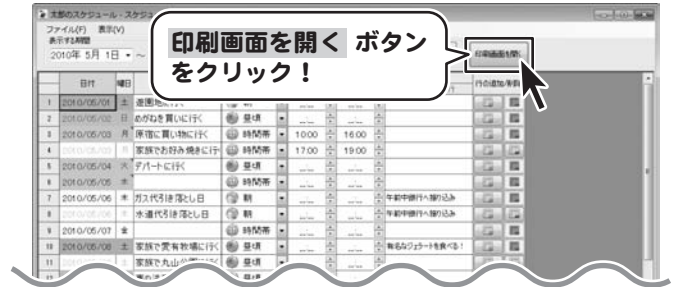 太郎のスケジュール - スケジュ
ファイル(F) 表示(V)
表示する期間
2010年 5月 1日 ～
印刷画面を開く ボタン
をクリック！
印刷画面を開く
日付 曜日 行の追加/削除
1 2010/05/01 土 遊園地に行く 朝
2 2010/05/02 日 めがねを買いに行く 昼頃
3 2010/05/03 月 原宿に買い物に行く 時間帯 10:00 16:00
4 月 家族でお好み焼きに行 時間帯 17:00 19:00
5 2010/05/04 火 デパートに行く 昼頃
6 2010/05/05 水 時間帯
7 2010/05/06 木 ガス代引き落とし日 朝 午前中銀行へ振り込み
8 木 水道代引き落とし日 朝 午前中銀行へ振り込み
9 2010/05/07 金 時間帯
10 2010/05/08 土 家族で愛有牧場に行く 昼頃 有名なジェラートを食べる！
11 家族で丸山公園に行く 昼頃
12